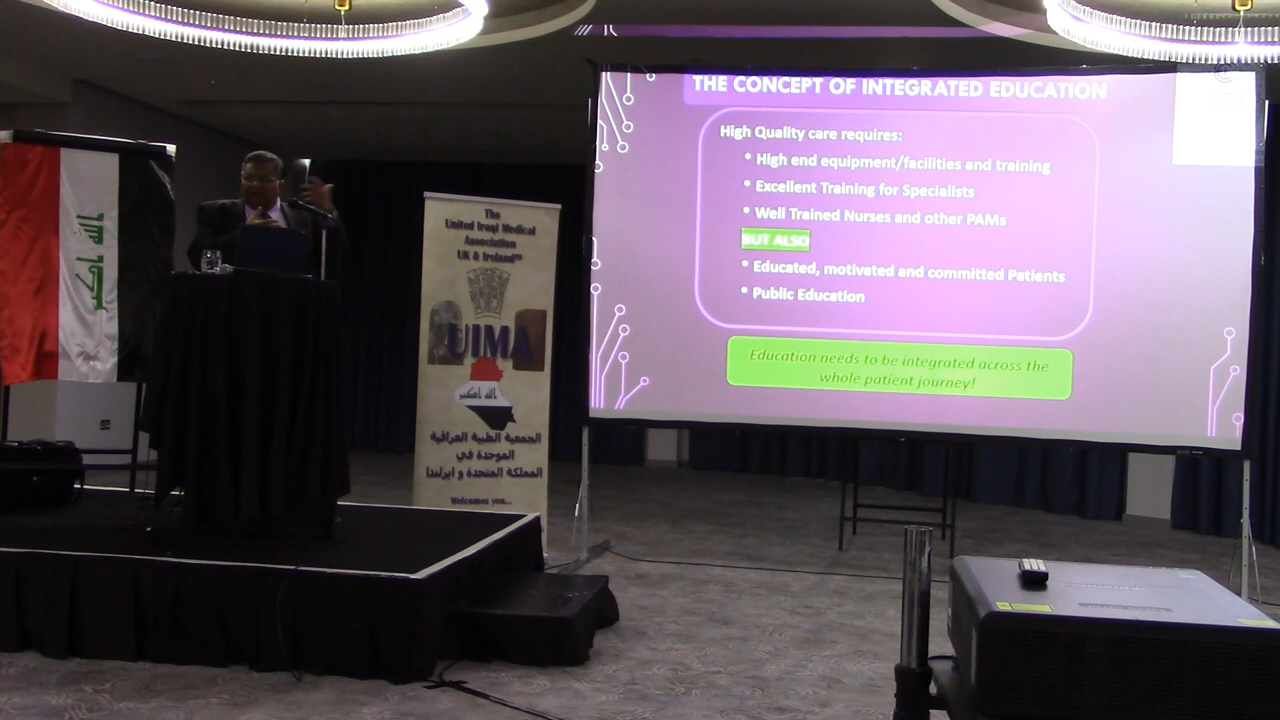 الله اكبر
The
United Iraqi Medical
Association
UK & Ireland™
UIMA
الله اكبر
الجمعية الطبية العراقية
الموحدة في
المملكة المتحدة و ايرلندا
Welcomes you...
THE CONCEPT OF INTEGRATED EDUCATION
High Quality care requires:
• High end equipment/facilities and training
• Excellent Training for Specialists
• Well Trained Nurses and other PAMs
BUT ALSO
• Educated, motivated and committed Patients
• Public Education
Education needs to be integrated across the
whole patient journey!